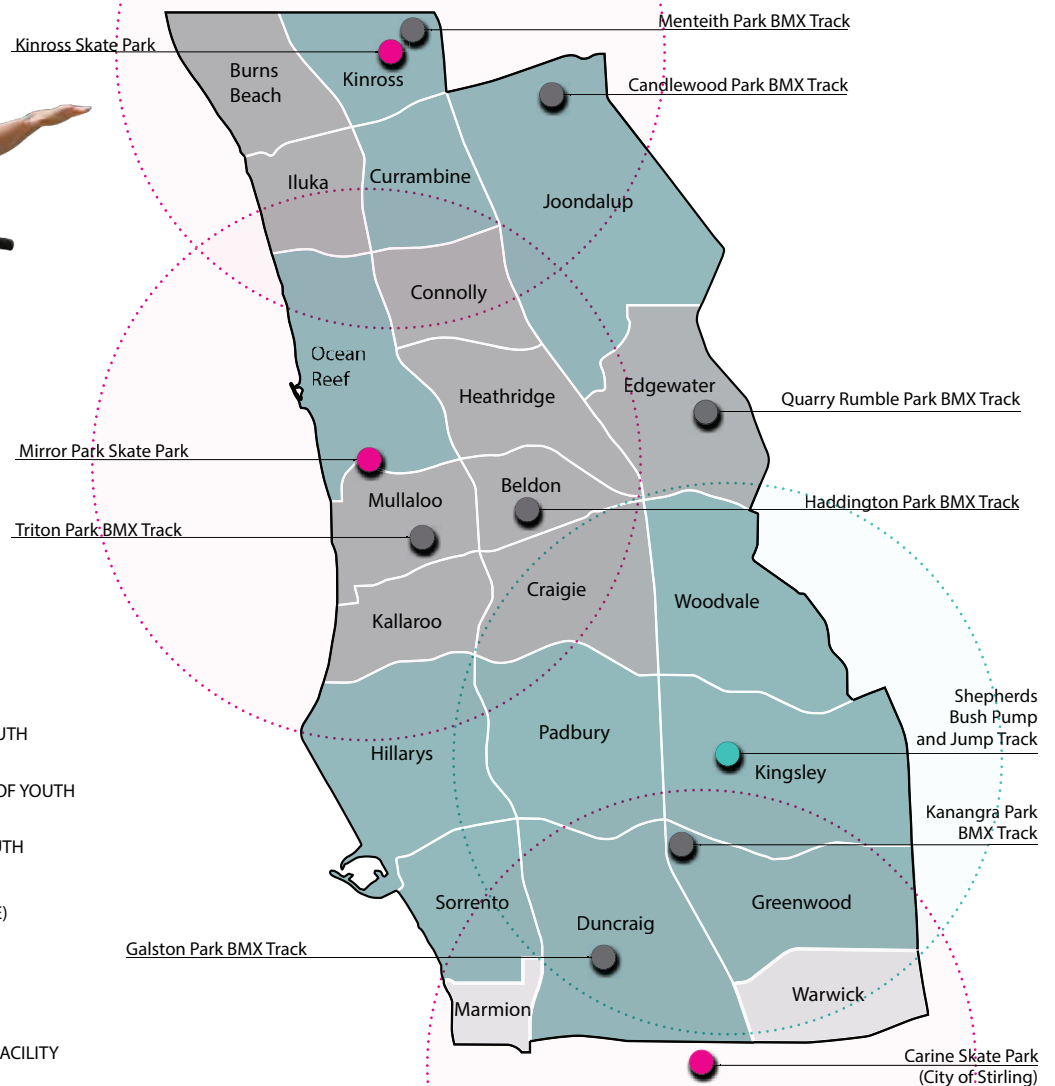 Menteith Park BMX Track
Kinross Skate Park
Burns
Beach
Kinross
Candlewood Park BMX Track
Iluka
Currambine
Joondalup
Connolly
Ocean
Reef
Heathridge
Edgewater
Quarry Rumble Park BMX Track
Mirror Park Skate Park
Mullaloo
Beldon
Haddington Park BMX Track
Triton Park BMX Track
Craigie
Woodvale
Kallaroo
Shepherds
Bush Pump
and Jump Track
UTH
Hillarys
Padbury
Kingsley
OF YOUTH
Kanangra Park
BMX Track
UTH
E)
Sorrento
Duncraig
Greenwood
Galston Park BMX Track
Marmion
Warwick
ACILITY
Carine Skate Park
(City of Stirling)